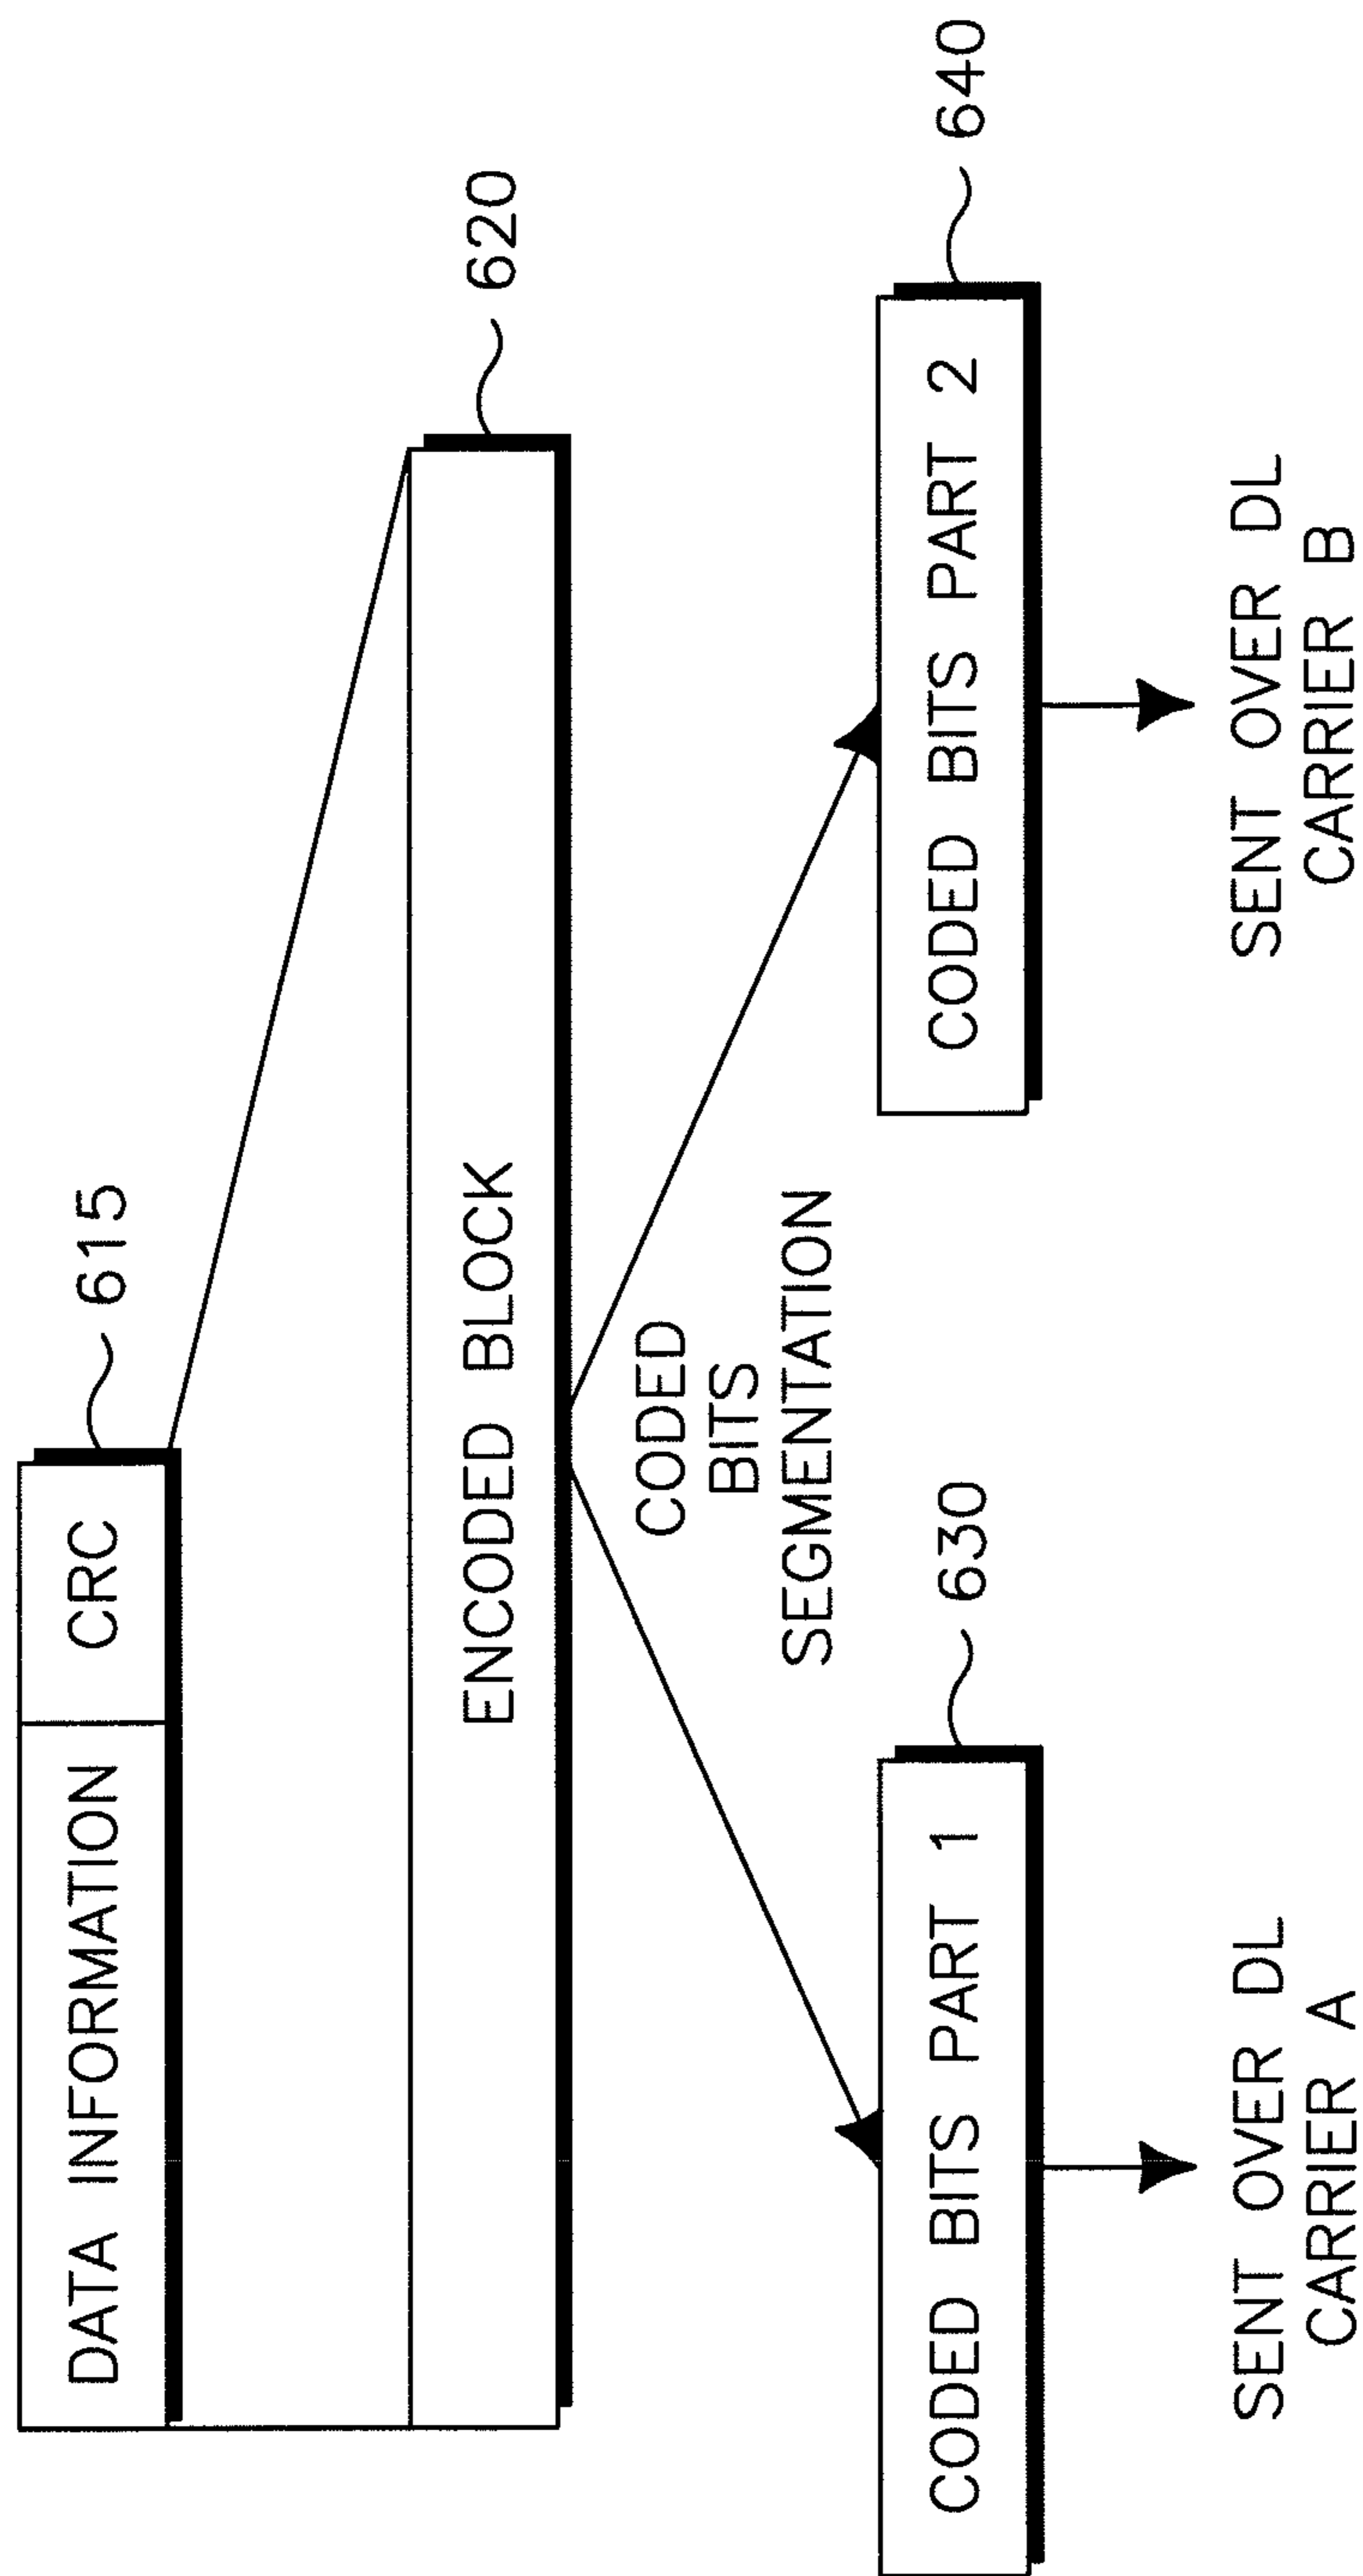 DATA INFORMATION
CRC
615
ENCODED BLOCK
620
CODED
BITS
SEGMENTATION
CODED BITS PART 1
630
CODED BITS PART 2
640
SENT OVER DL
CARRIER A
SENT OVER DL
CARRIER B